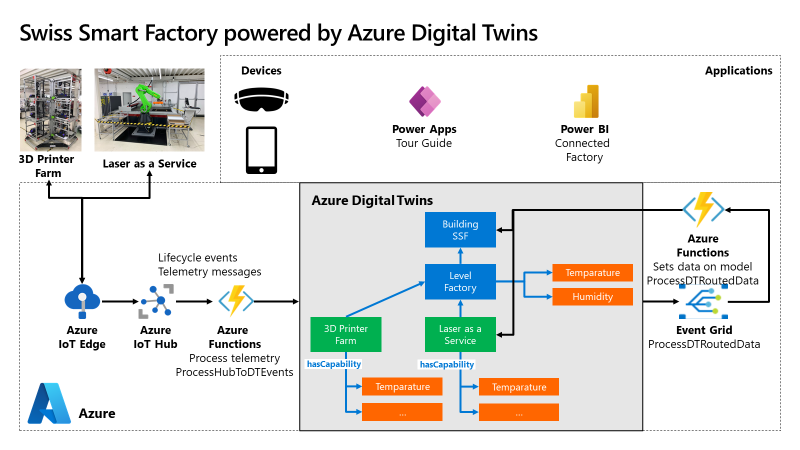 Swiss Smart Factory powered by Azure Digital Twins
Devices
Applications
Power Apps
Tour Guide
Power BI
Connected
Factory
3D Printer
Farm
Laser as a Service
Azure Digital Twins
Building
SSF
Level
Factory
Temparature
Humidity
3D Printer
Farm
Laser as a
Service
hasCapability
hasCapability
Temparature
...
Temparature
...
Lifecycle events
Telemetry messages
Azure
IoT Edge
Azure
IoT Hub
Azure
Functions
Process telemetry
ProcessHubToDTEvents
Azure
Functions
Sets data on model
ProcessDTRoutedData
Event Grid
ProcessDTRoutedData
Azure